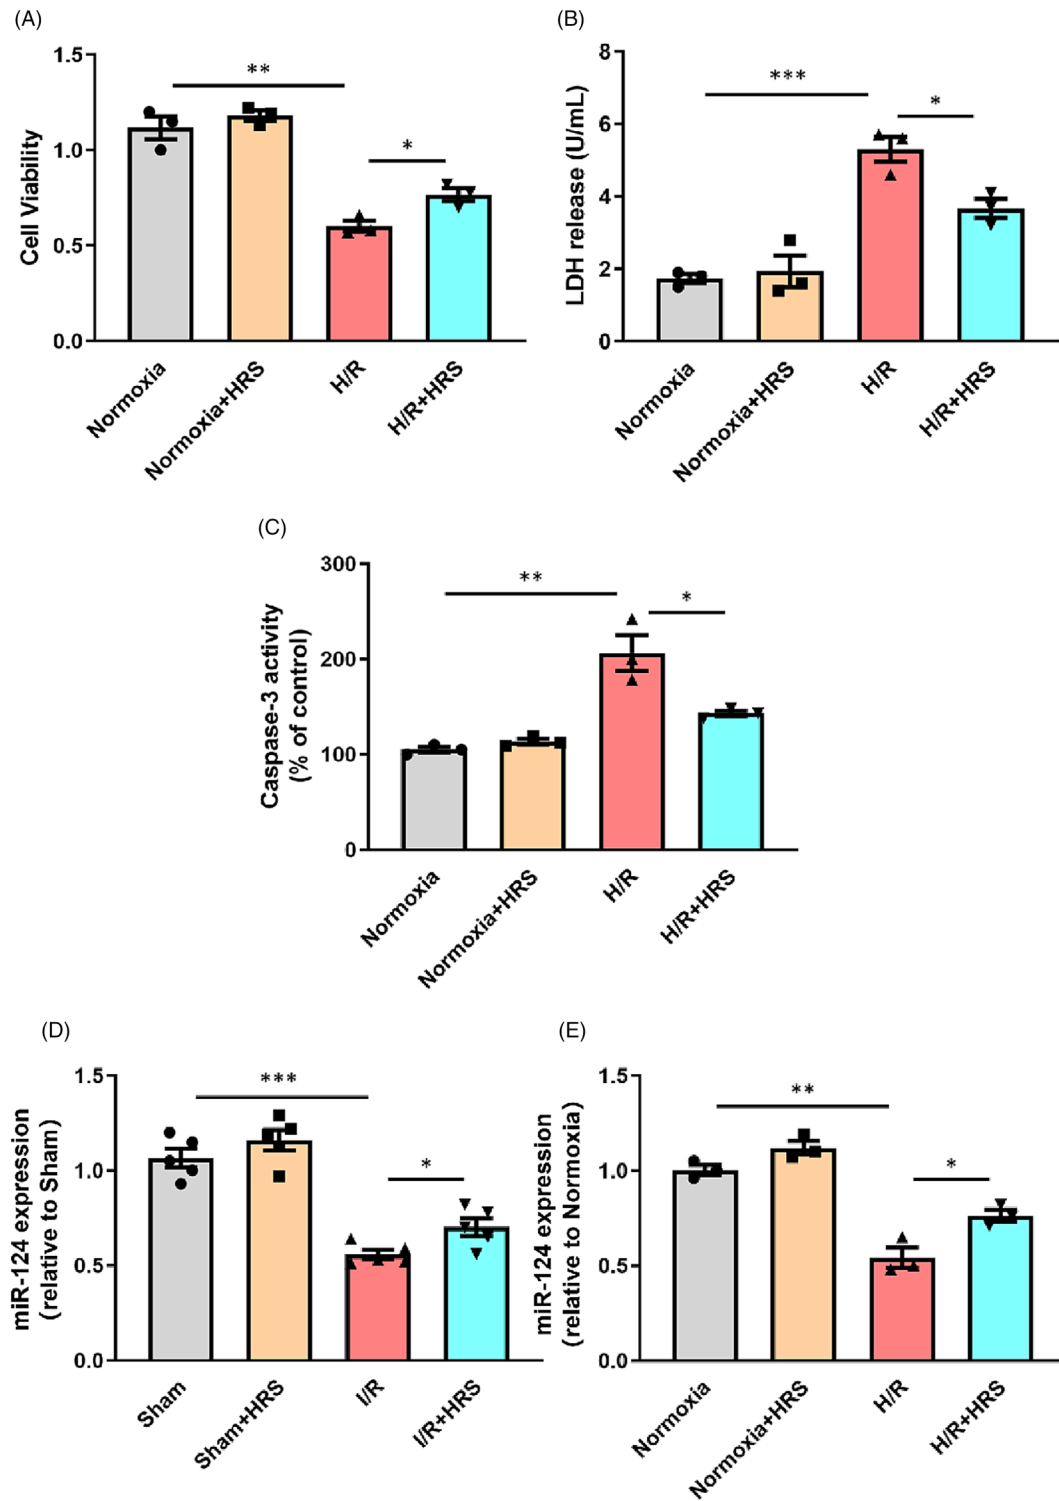 (A)
Cell Viability
1.5
1.0
0.5
0.0
**
*
Normoxia
Normoxia+HRS
H/R
H/R+HRS
(B)
LDH release (U/mL)
8
6
4
2
0
***
*
Normoxia
Normoxia+HRS
H/R
H/R+HRS
(C)
Caspase-3 activity
(% of control)
300
200
100
0
**
*
Normoxia
Normoxia+HRS
H/R
H/R+HRS
(D)
miR-124 expression
(relative to Sham)
1.5
1.0
0.5
0.0
***
*
Sham
Sham+HRS
I/R
I/R+HRS
(E)
miR-124 expression
(relative to Normoxia)
1.5
1.0
0.5
0.0
**
*
Normoxia
Normoxia+HRS
H/R
H/R+HRS